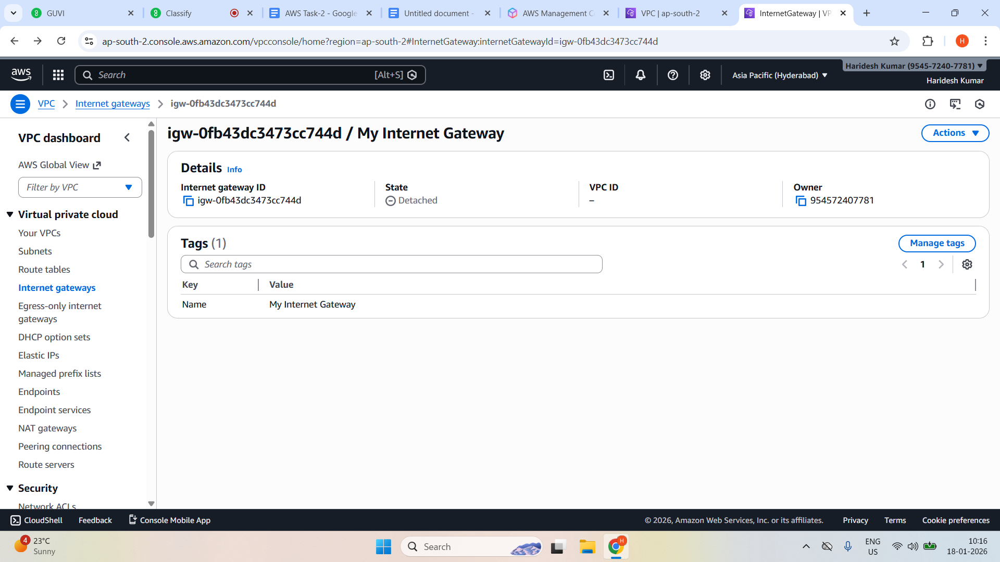 GUVI
Classify
AWS Task-2 - Google
Untitled document -
AWS Management C
VPC | ap-south-2
InternetGateway | VP
ap-south-2.console.aws.amazon.com/vpcconsole/home?region=ap-south-2#InternetGateway:internetGatewayId=igw-0fb43dc3473cc744d
H
aws
Search
[Alt+S]
Asia Pacific (Hyderabad)
Haridesh Kumar (9545-7240-7781)
Haridesh Kumar
VPC
Internet gateways
igw-0fb43dc3473cc744d
VPC dashboard
AWS Global View
Filter by VPC
Virtual private cloud
Your VPCs
Subnets
Route tables
Internet gateways
Egress-only internet
gateways
DHCP option sets
Elastic IPs
Managed prefix lists
Endpoints
Endpoint services
NAT gateways
Peering connections
Route servers
Security
Network ACLs
igw-0fb43dc3473cc744d / My Internet Gateway
Actions
Details Info
Internet gateway ID
igw-0fb43dc3473cc744d
State
Detached
VPC ID
–
Owner
954572407781
Tags (1)
Manage tags
Search tags
1
Key Value
Name My Internet Gateway
CloudShell
Feedback
Console Mobile App
© 2026, Amazon Web Services, Inc. or its affiliates.
Privacy
Terms
Cookie preferences
4
23°C
Sunny
Search
H
ENG
US
10:16
18-01-2026